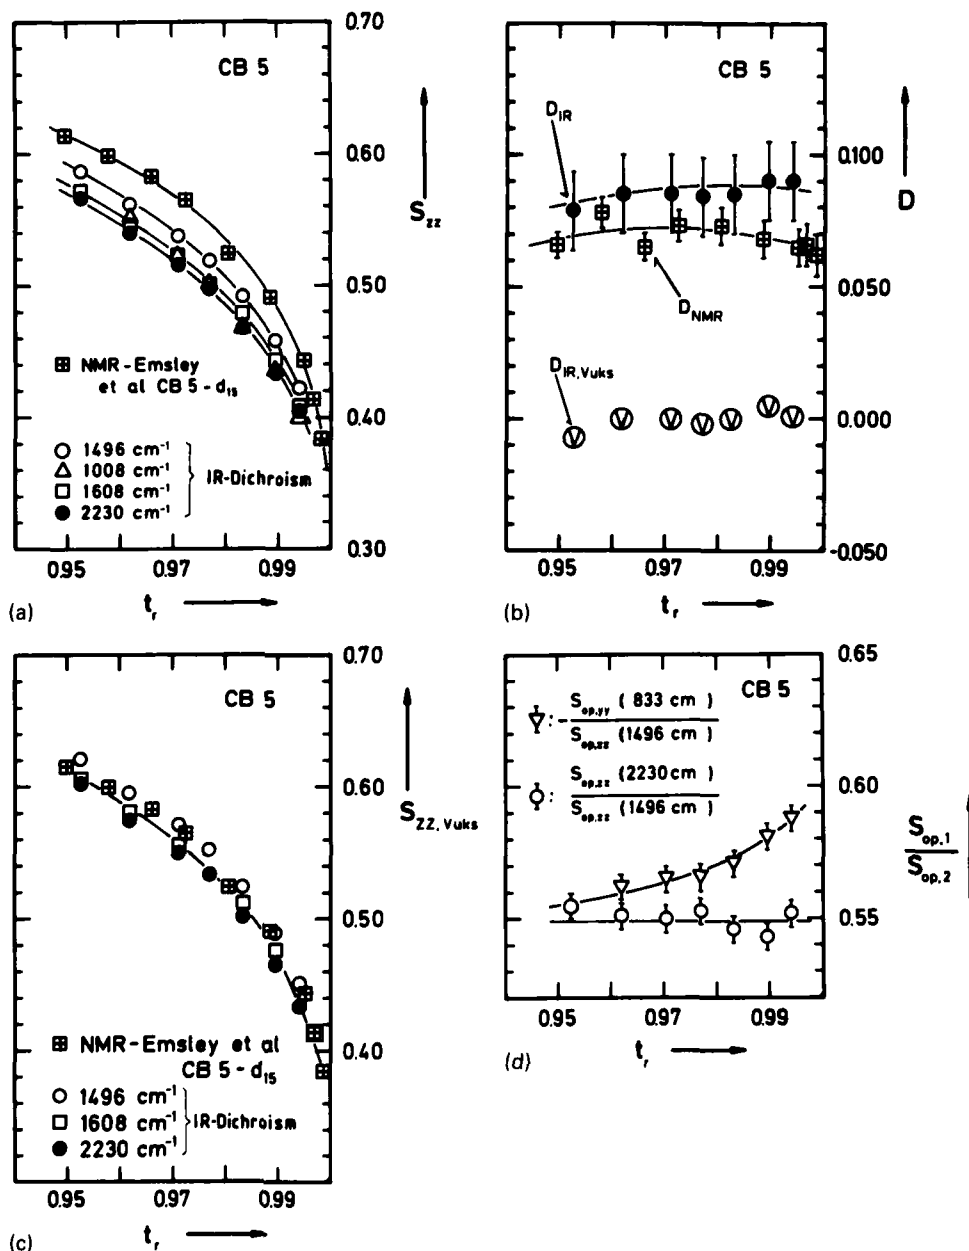 CB 5
0.70
0.60
0.50
0.40
0.30
S_zz
NMR-Emsley
et al CB 5-d₁₅
1496 cm⁻¹
1008 cm⁻¹
1608 cm⁻¹
2230 cm⁻¹
IR-Dichroism
0.95 0.97 0.99
(a) t_r
CB 5
D_IR
D_NMR
D_IR,Vuks
V V V V V V V
0.100
0.050
0.000
-0.050
D
0.95 0.97 0.99
(b) t_r
CB 5
0.70
0.60
0.50
0.40
S_ZZ,Vuks
NMR-Emsley et al
CB 5-d₁₅
1496 cm⁻¹
1608 cm⁻¹
2230 cm⁻¹
IR-Dichroism
0.95 0.97 0.99
(c) t_r
CB 5
: - S_op,yy (833 cm )
S_op,zz (1496 cm )
: S_op,zz (2230 cm )
S_op,zz (1496 cm )
0.65
0.60
0.55
S_op,1
S_op,2
0.95 0.97 0.99
(d) t_r